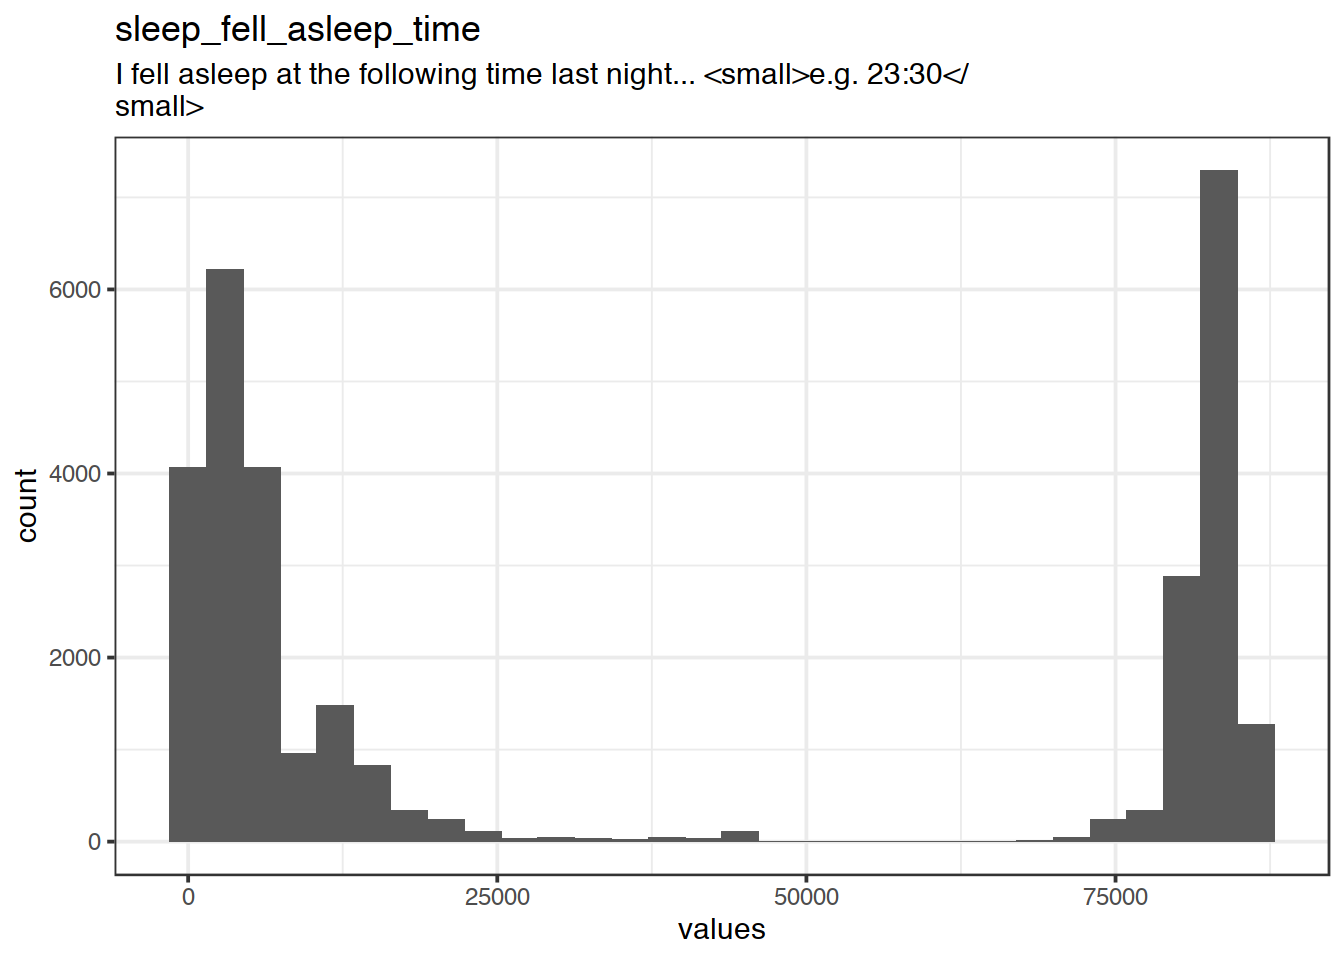 sleep_fell_asleep_time
I fell asleep at the following time last night... <small>e.g. 23:30</
small>
6000
4000
2000
0
count
0 25000 50000 75000
values